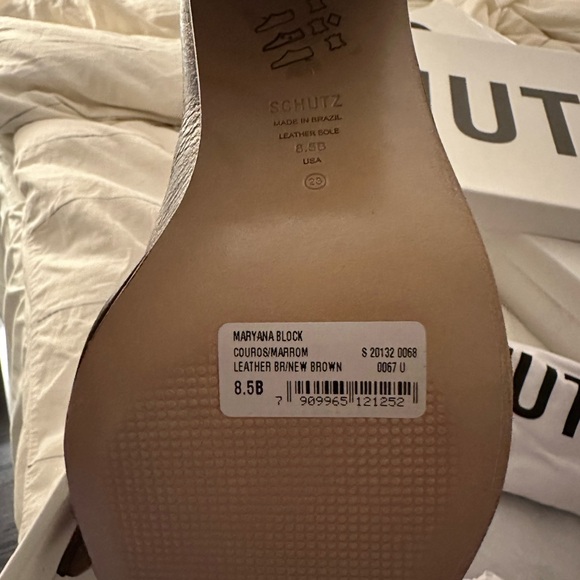 SCHUTZ
MADE IN BRAZIL
LEATHER SOLE
8.5B
USA
23
HUT
MARYANA BLOCK
COUROS/MARROM S 20132 0068
LEATHER BR/NEW BROWN 0067 U
8.5B
7 909965 121252
UT